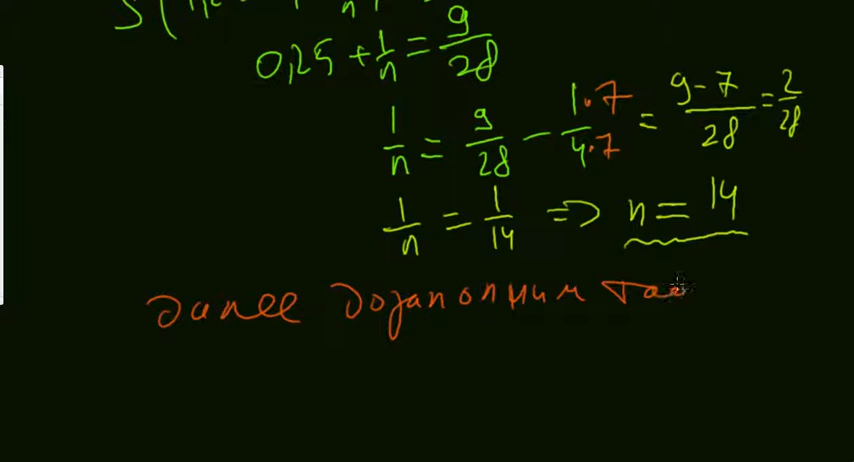 0,25 + 1/n = 9/28
1/n = 9/28 - 1·7/4·7 = 9-7/28 = 2/28
1/n = 1/14 => n = 14
далее дозаполним